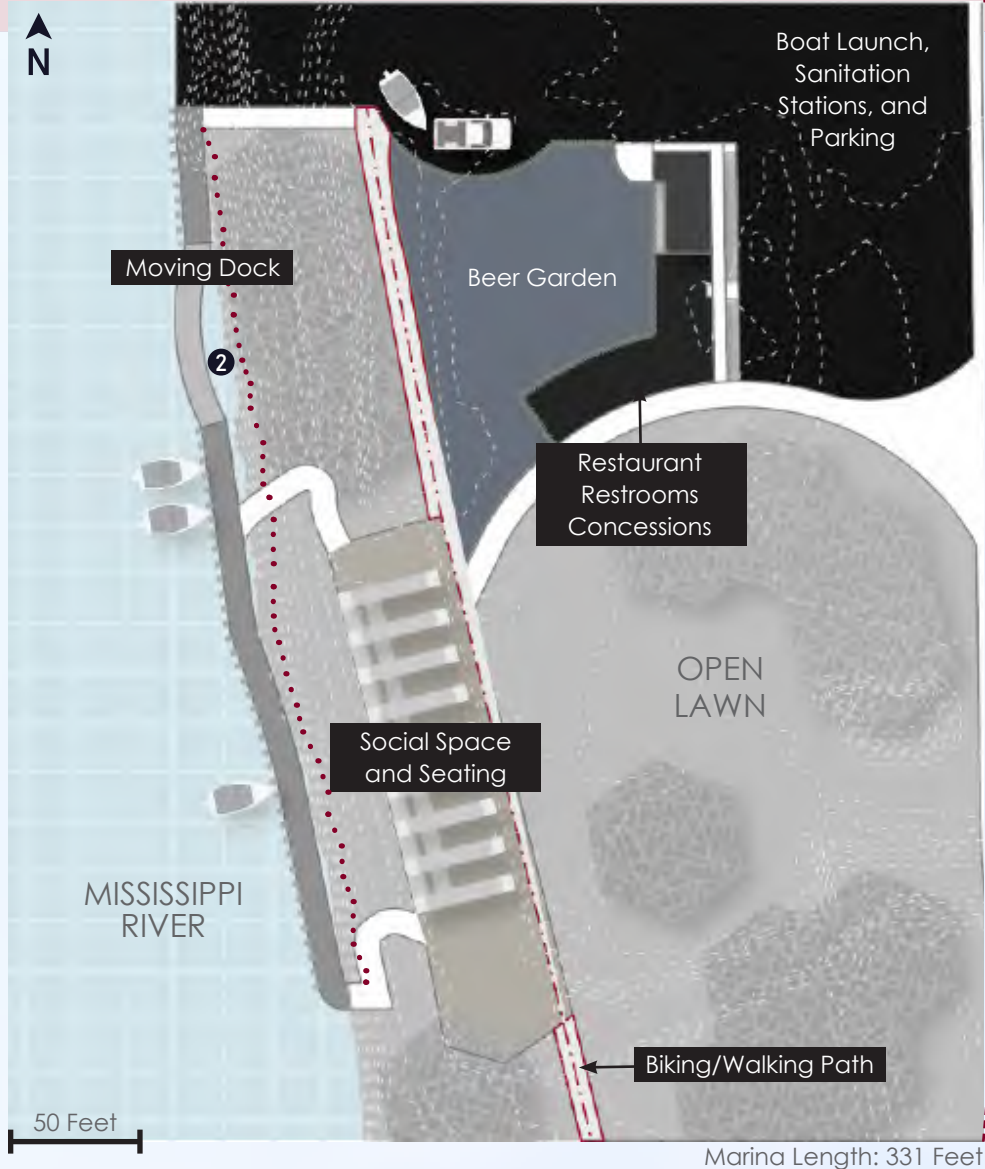 N
Boat Launch,
Sanitation
Stations, and
Parking
Moving Dock
Beer Garden
2
Restaurant
Restrooms
Concessions
OPEN
LAWN
Social Space
and Seating
MISSISSIPPI
RIVER
Biking/Walking Path
50 Feet
Marina Length: 331 Feet